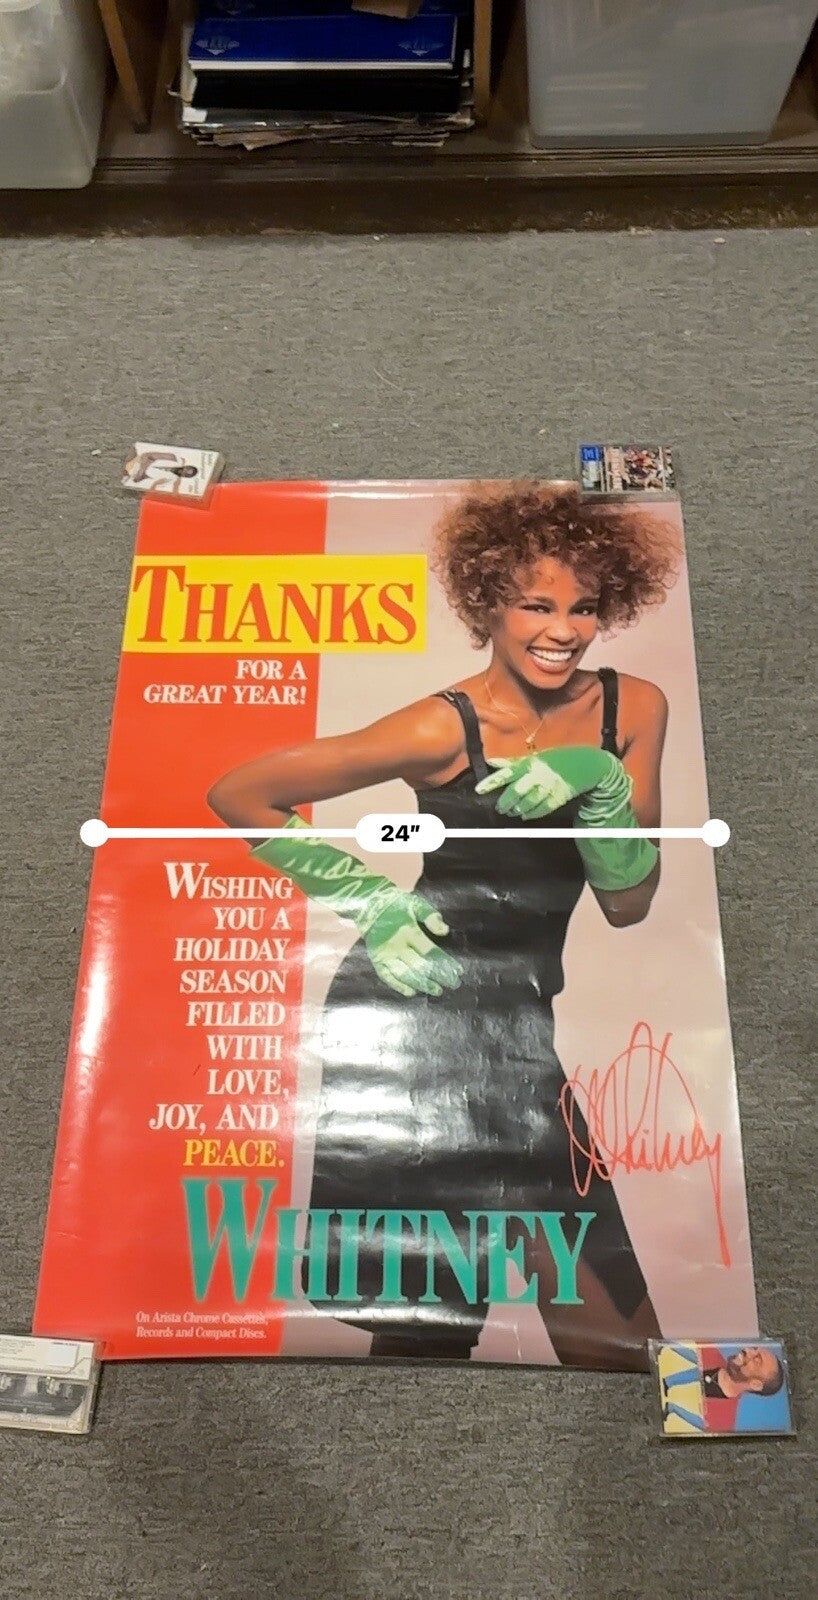 THANKS
FOR A
GREAT YEAR!
24"
WISHING
YOU A
HOLIDAY
SEASON
FILLED
WITH
LOVE,
JOY, AND
PEACE.
Whitney
WHITNEY
On Arista Chrome Cassettes,
Records and Compact Discs.